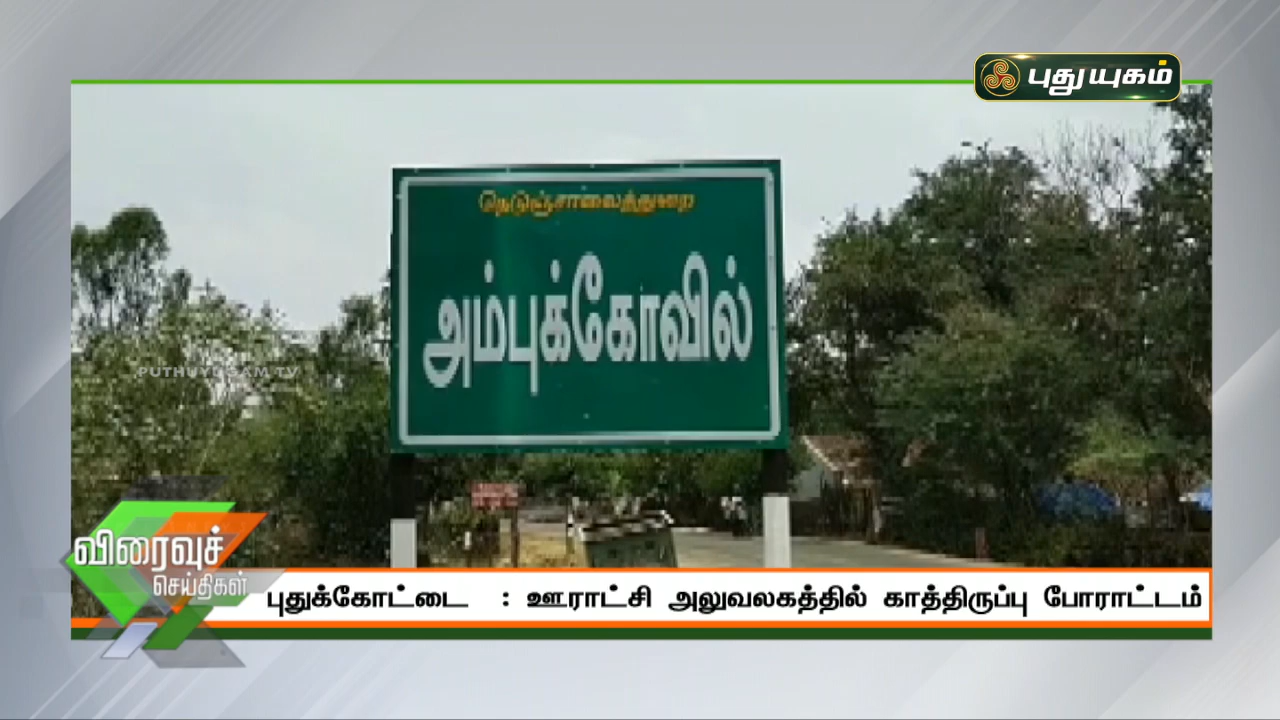 புதுயுகம்
நெடுஞ்சாலைத்துறை
அம்புக்கோவில்
PUTHUYUGAM TV
விரைவுச்
செய்திகள்
புதுக்கோட்டை : ஊராட்சி அலுவலகத்தில் காத்திருப்பு போராட்டம்